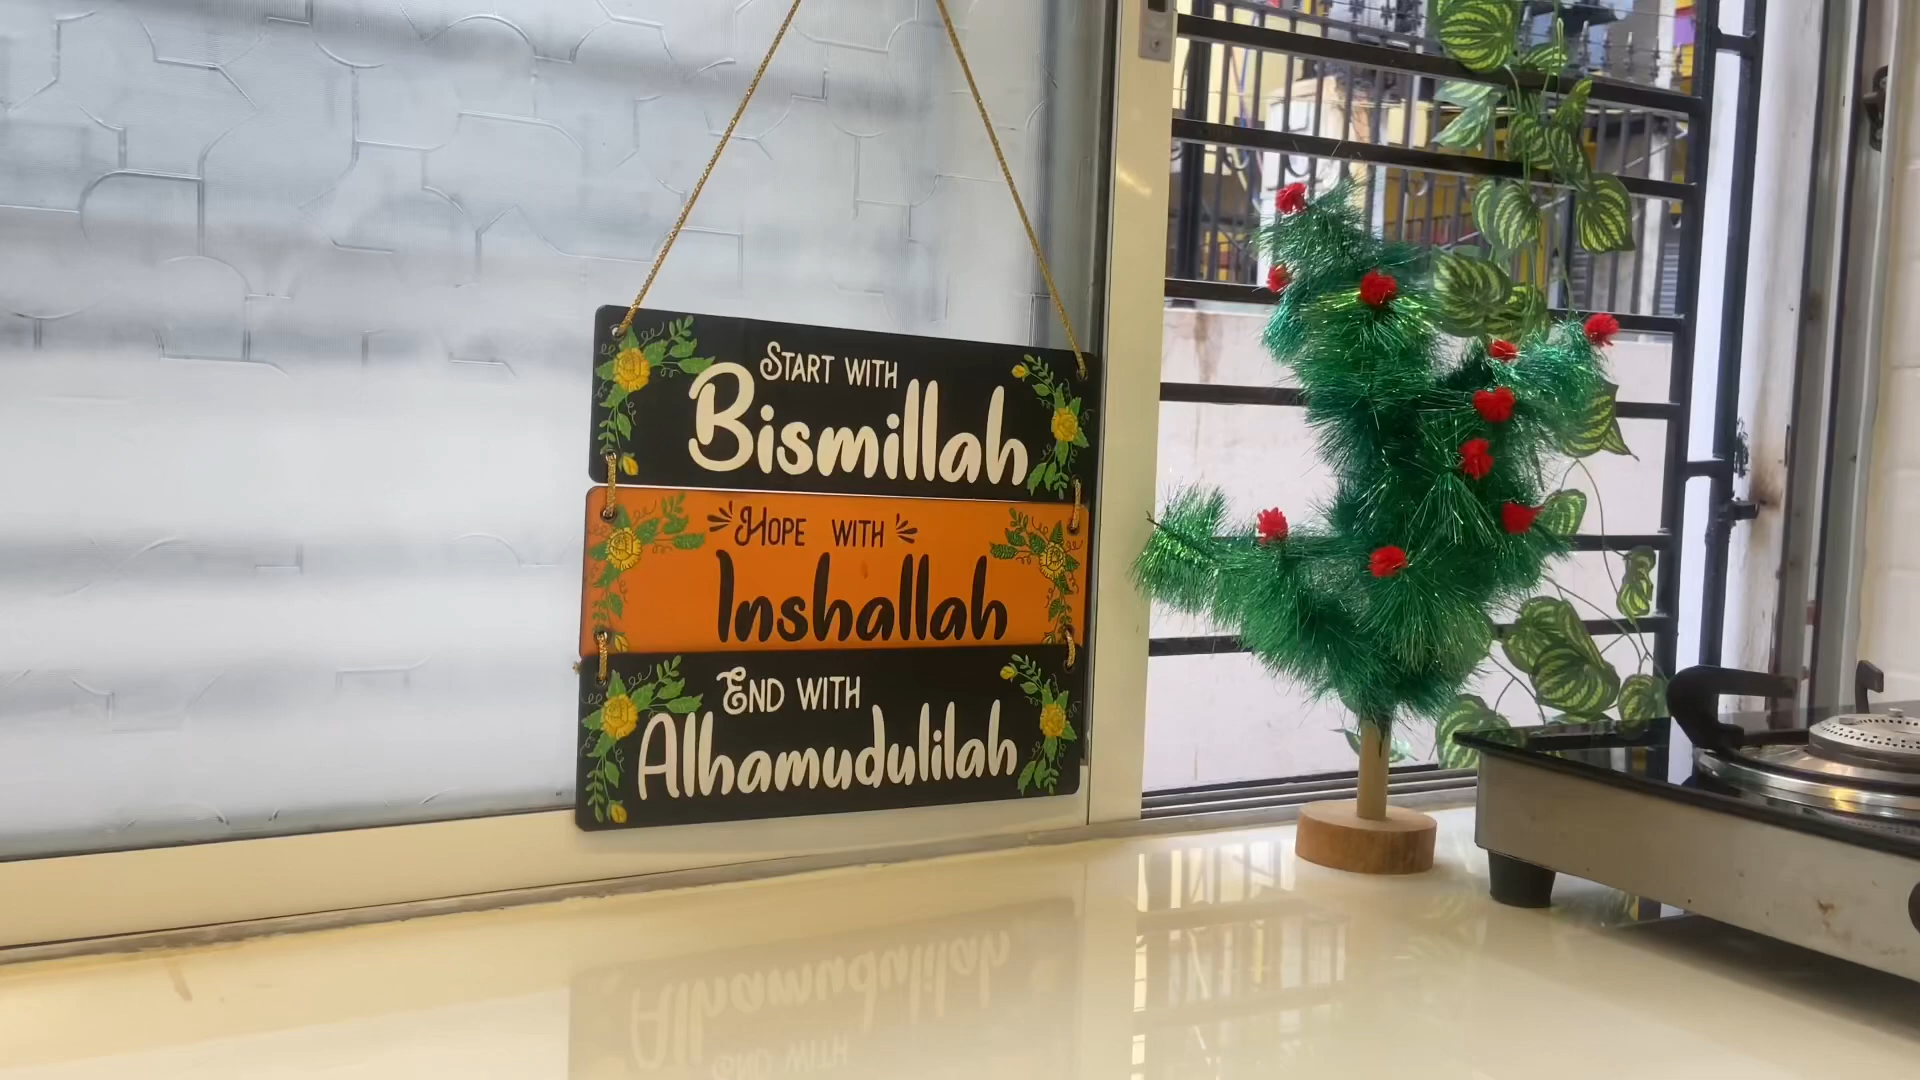 START WITH
Bismillah
HOPE WITH
Inshallah
END WITH
Alhamudulilah